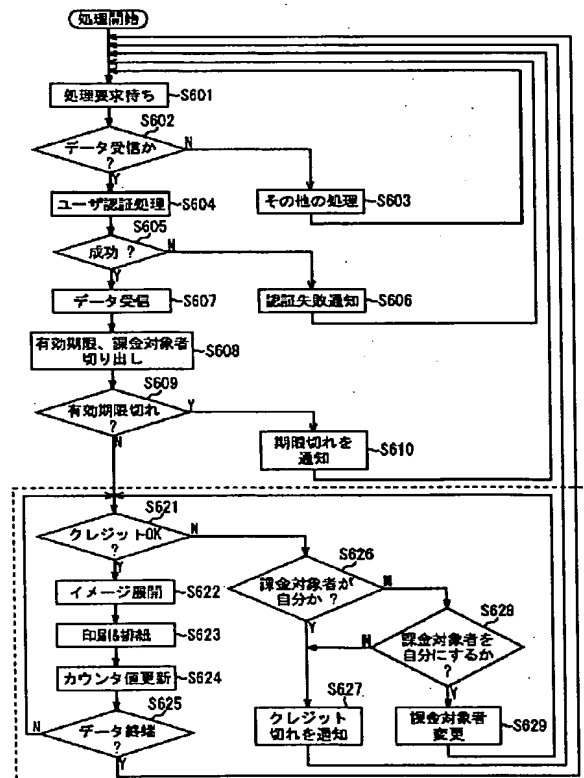 処理開始
処理要求待ち
S601
S602
データ受信か
?
N
Y
ユーザ認証処理
S604
その他の処理
S603
S605
成功 ?
N
Y
データ受信
S607
認証失敗通知
S606
有効期限、課金対象者
切り出し
S608
S609
有効期限切れ
?
Y
N
期限切れを
通知
S610
S621
クレジットOK
?
N
Y
S626
課金対象者が
自分か ?
N
Y
イメージ展開
S622
S628
課金対象者を
自分にするか
?
N
Y
S623
カウンタ値更新
S624
S627
クレジット
切れを通知
課金対象者
変更
S629
S625
データ終端
?
N
Y